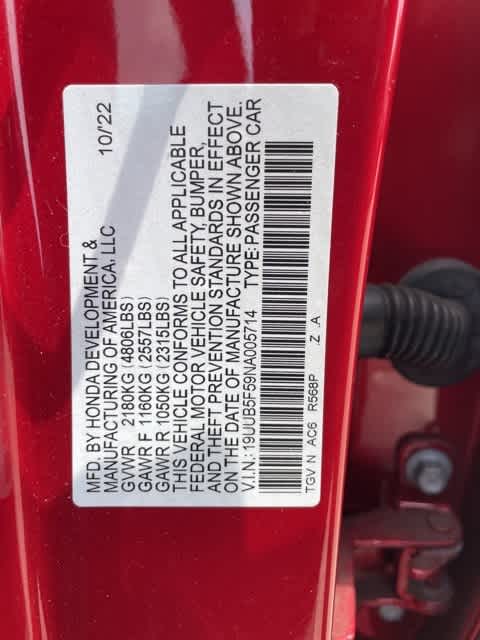 MFD. BY HONDA DEVELOPMENT & 10/22
MANUFACTURING OF AMERICA, LLC
GVWR 2180KG (4806LBS)
GAWR F 1160KG (2557LBS)
GAWR R 1050KG (2315LBS)
THIS VEHICLE CONFORMS TO ALL APPLICABLE
FEDERAL MOTOR VEHICLE SAFETY, BUMPER,
AND THEFT PREVENTION STANDARDS IN EFFECT
ON THE DATE OF MANUFACTURE SHOWN ABOVE.
V.I.N.: 19UUB5F59NA005714 TYPE: PASSENGER CAR
TGV N AC6 R568P Z .A